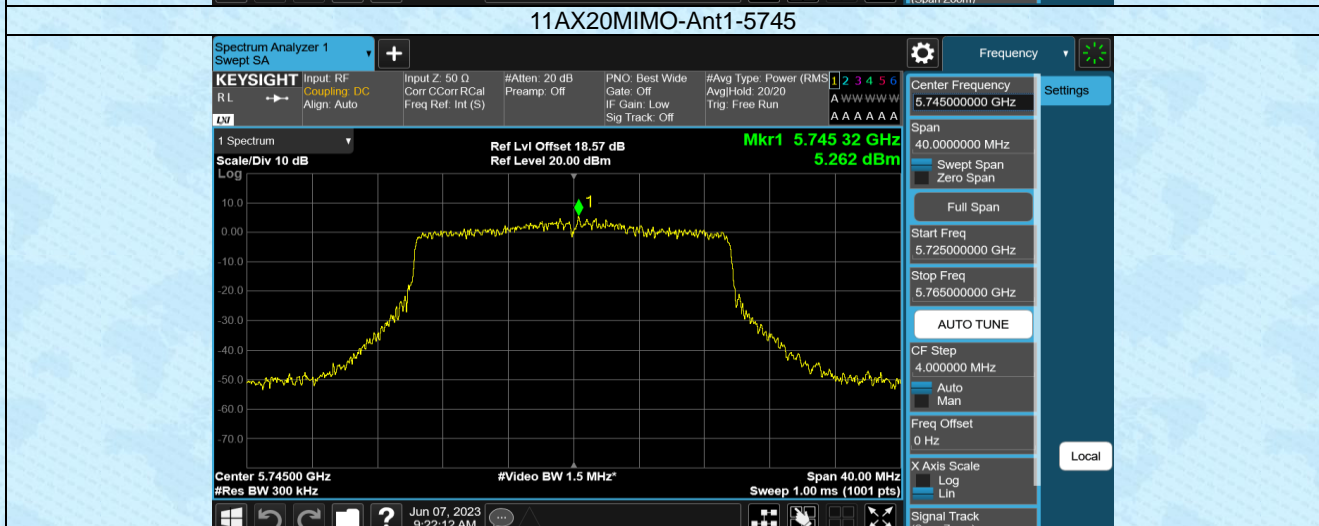 11AX20MIMO-Ant1-5745
Spectrum Analyzer 1
Swept SA
+
Frequency
KEYSIGHT
R L
LXI
Input: RF
Coupling: DC
Align: Auto
Input Z: 50 Ω
Corr CCorr RCal
Freq Ref: Int (S)
#Atten: 20 dB
Preamp: Off
PNO: Best Wide
Gate: Off
IF Gain: Low
Sig Track: Off
#Avg Type: Power (RMS
Avg|Hold: 20/20
Trig: Free Run
1 2 3 4 5 6
A W W W W W
A A A A A A
1 Spectrum
Scale/Div 10 dB
Log
Ref Lvl Offset 18.57 dB
Ref Level 20.00 dBm
Mkr1 5.745 32 GHz
5.262 dBm
1
10.0
0.00
-10.0
-20.0
-30.0
-40.0
-50.0
-60.0
-70.0
Center 5.74500 GHz
#Res BW 300 kHz
#Video BW 1.5 MHz*
Span 40.00 MHz
Sweep 1.00 ms (1001 pts)
Center Frequency
5.745000000 GHz
Settings
Span
40.0000000 MHz
Swept Span
Zero Span
Full Span
Start Freq
5.725000000 GHz
Stop Freq
5.765000000 GHz
AUTO TUNE
CF Step
4.000000 MHz
Auto
Man
Freq Offset
0 Hz
X Axis Scale
Log
Lin
Local
Signal Track
?
Jun 07, 2023
9:22:12 AM